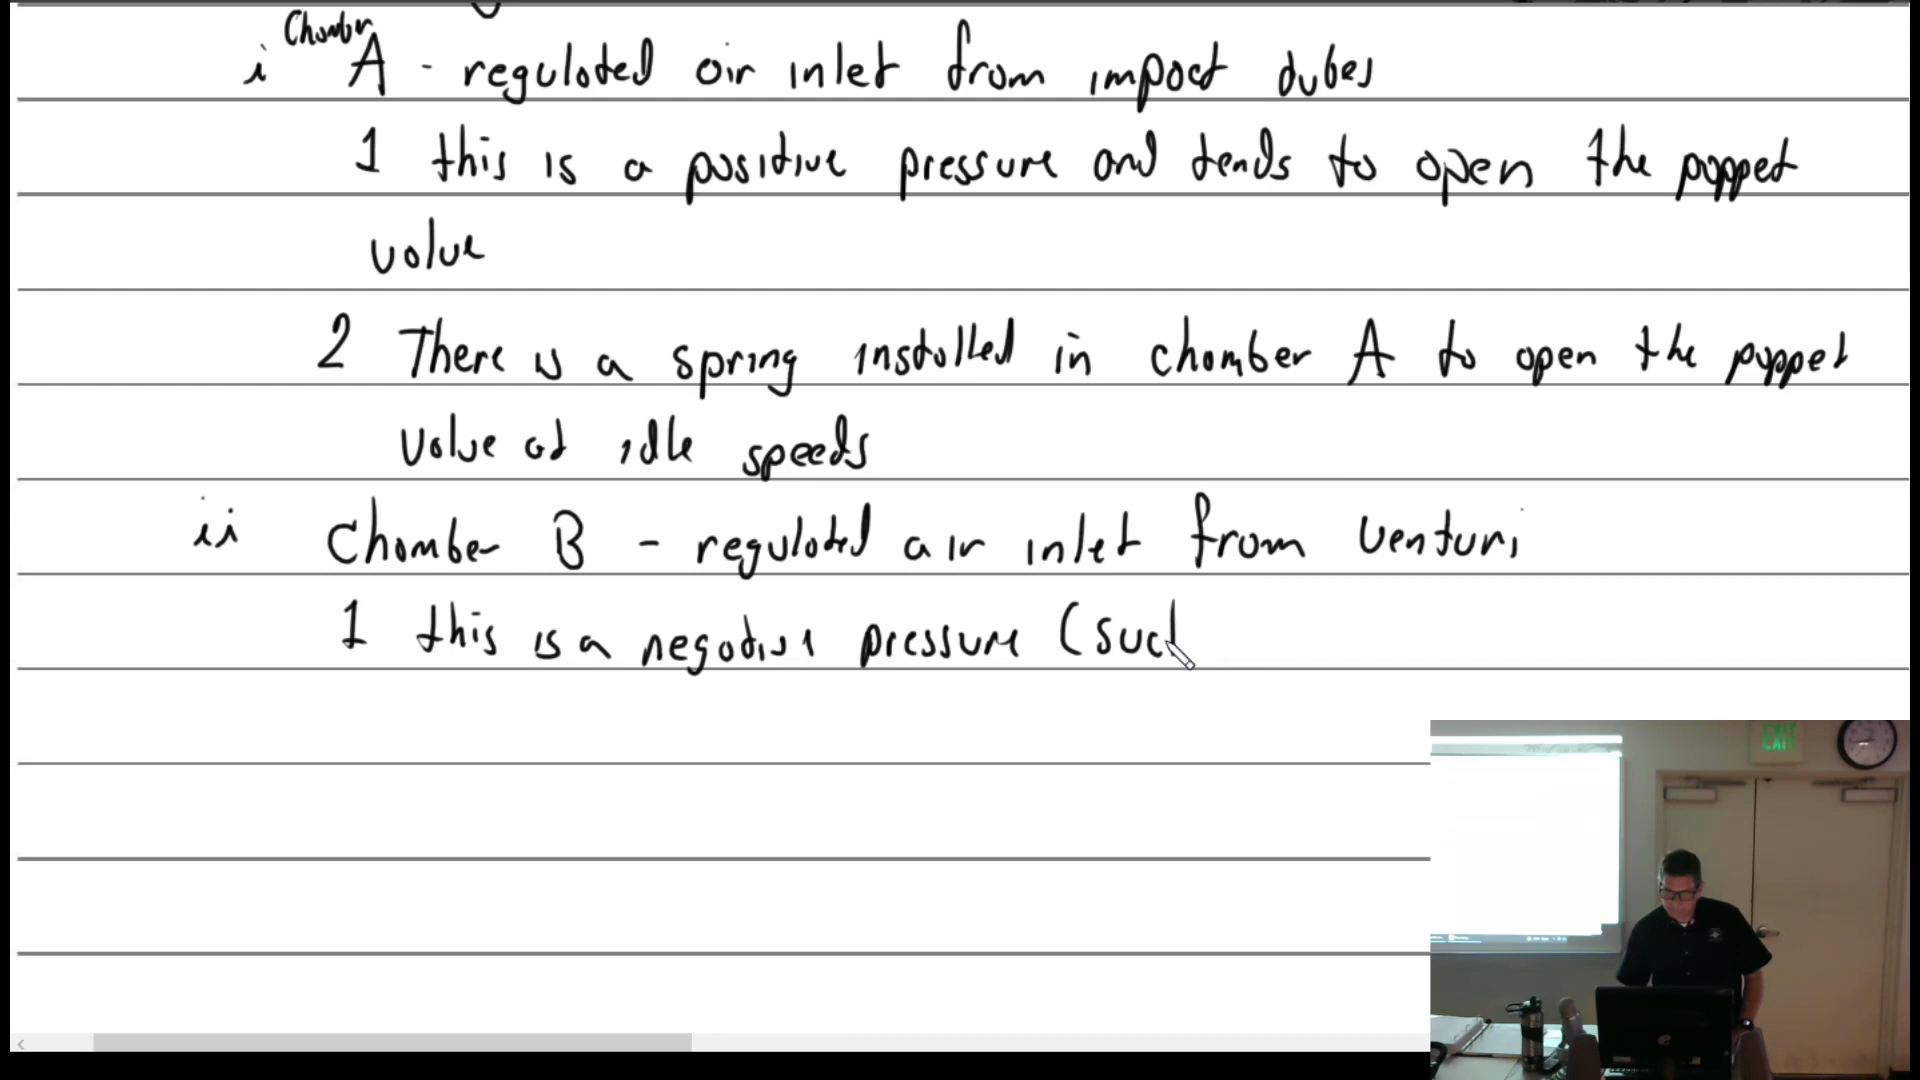 Chamber
i A - regulated air inlet from impact tubes
1 this is a positive pressure and tends to open the poppet
valve
2 There is a spring installed in chamber A to open the poppet
valve at idle speeds
ii Chamber B - regulated air inlet from venturi
1 this is a negative pressure (suct
EXIT